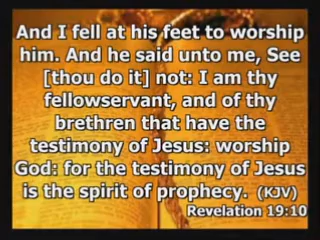 And I fell at his feet to worship
him. And he said unto me, See
[thou do it] not: I am thy
fellowservant, and of thy
brethren that have the
testimony of Jesus: worship
God: for the testimony of Jesus
is the spirit of prophecy. (KJV)
Revelation 19:10